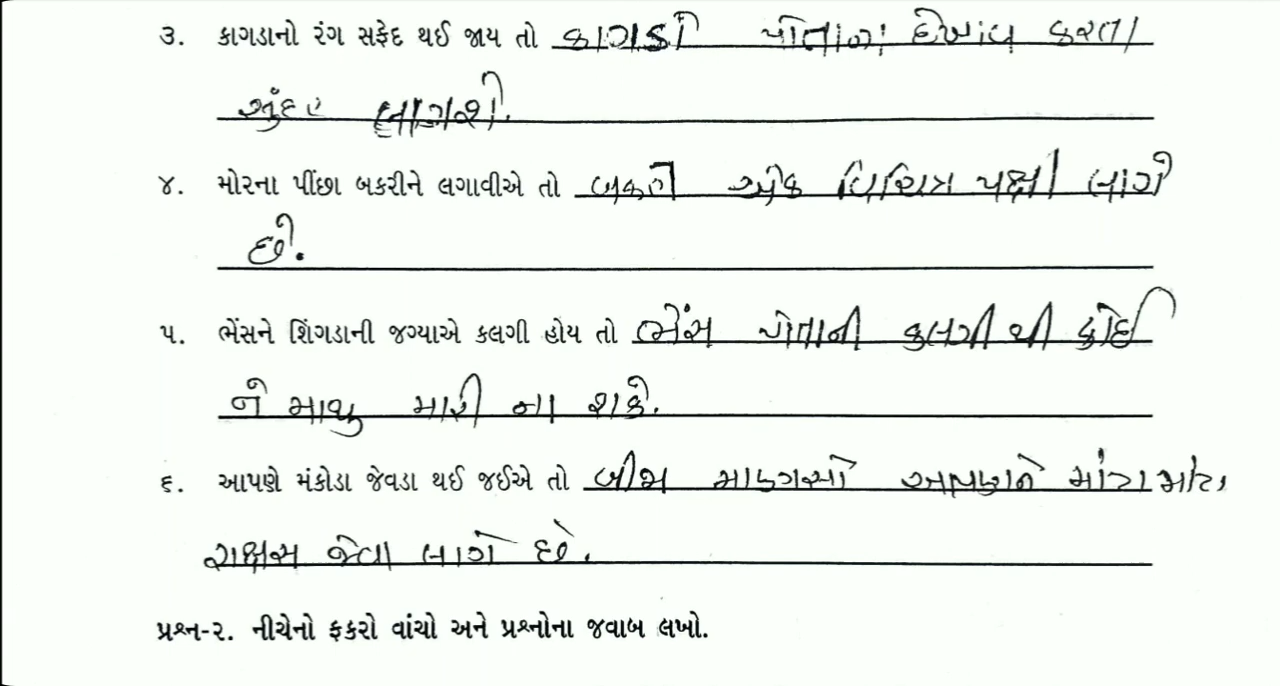 ૩. કાગડાનો રંગ સફેદ થઈ જાય તો કાગડો પોતાના દેખાવ કરતા
સુંદર લાગશે.
૪. મોરના પીંછા બકરીને લગાવીએ તો બકરી એક વિચિત્ર પક્ષી લાગે
છે.
૫. ભેંસને શિંગડાની જગ્યાએ કલગી હોય તો ભેંસ પોતાની કલગી થી કોઈ
ને માથુ મારી ના શકે.
૬. આપણે મંકોડા જેવડા થઈ જઈએ તો બીજા માણસો આપણને મોટા મોટા
રાક્ષસ જેવા લાગે છે.
પ્રશ્ન-૨. નીચેનો ફકરો વાંચો અને પ્રશ્નોના જવાબ લખો.